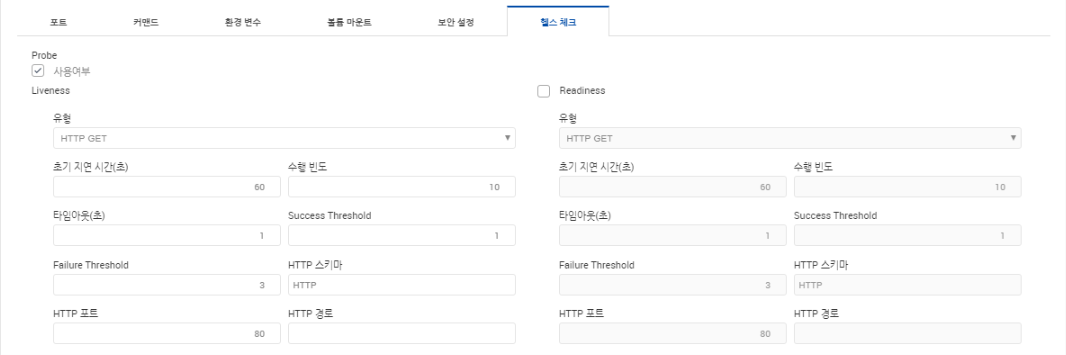 포트 커맨드 환경 변수 볼륨 마운트 보안 설정 헬스 체크
Probe
사용여부
Liveness
유형
HTTP GET
초기 지연 시간(초) 수행 빈도
60 10
타임아웃(초) Success Threshold
1 1
Failure Threshold HTTP 스키마
3 HTTP
HTTP 포트 HTTP 경로
80
Readiness
유형
HTTP GET
초기 지연 시간(초) 수행 빈도
60 10
타임아웃(초) Success Threshold
1 1
Failure Threshold HTTP 스키마
3 HTTP
HTTP 포트 HTTP 경로
80